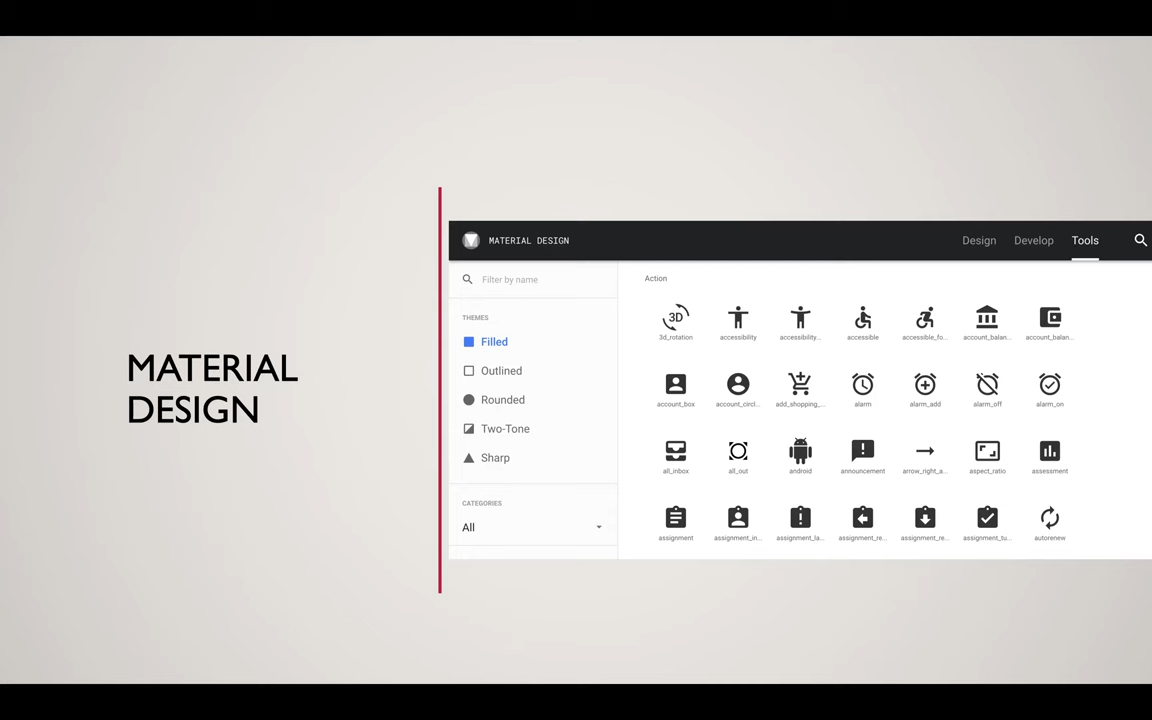 MATERIAL
DESIGN
MATERIAL DESIGN
Design
Develop
Tools
Filter by name
THEMES
Filled
Outlined
Rounded
Two-Tone
Sharp
CATEGORIES
All
Action
3D
3d_rotation
accessibility
accessibility...
accessible
accessible_fo...
account_balan...
account_balan...
account_box
account_circl...
add_shopping_...
alarm
alarm_add
alarm_off
alarm_on
all_inbox
all_out
android
announcement
arrow_right_a...
aspect_ratio
assessment
assignment
assignment_in...
assignment_la...
assignment_re...
assignment_re...
assignment_tu...
autorenew